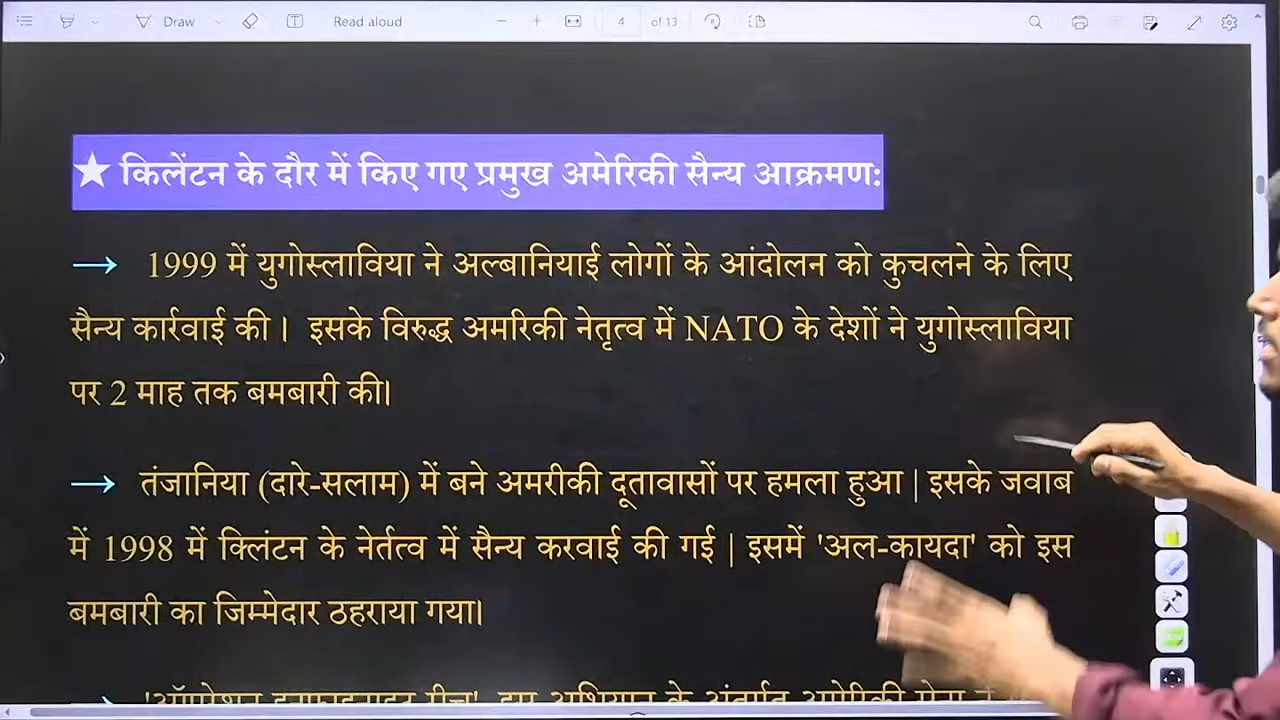 Draw
Read aloud
4 of 13
★ किलेंटन के दौर में किए गए प्रमुख अमेरिकी सैन्य आक्रमण:
→ 1999 में युगोस्लाविया ने अल्बानियाई लोगों के आंदोलन को कुचलने के लिए
सैन्य कार्रवाई की। इसके विरुद्ध अमरिकी नेतृत्व में NATO के देशों ने युगोस्लाविया
पर 2 माह तक बमबारी की।
→ तंजानिया (दारे-सलाम) में बने अमरीकी दूतावासों पर हमला हुआ | इसके जवाब
में 1998 में क्लिंटन के नेर्तत्व में सैन्य करवाई की गई | इसमें 'अल-कायदा' को इस
बमबारी का जिम्मेदार ठहराया गया।